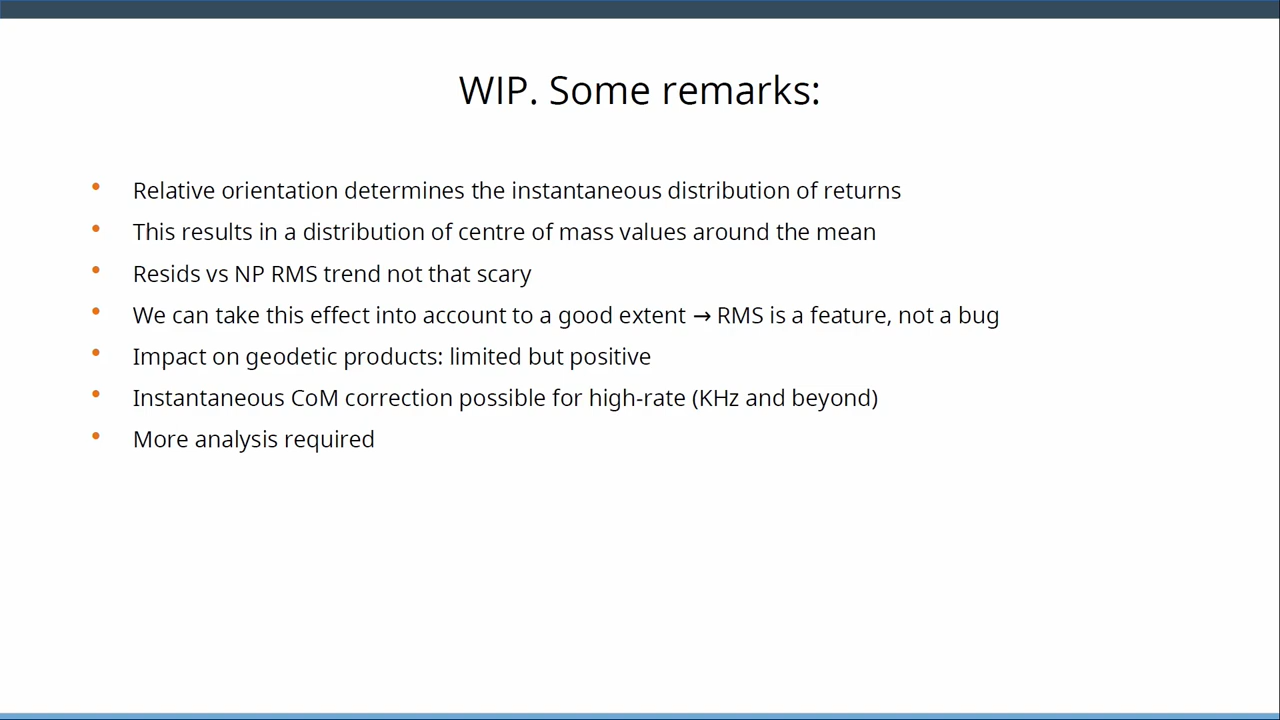 WIP. Some remarks:
• Relative orientation determines the instantaneous distribution of returns
• This results in a distribution of centre of mass values around the mean
• Resids vs NP RMS trend not that scary
• We can take this effect into account to a good extent → RMS is a feature, not a bug
• Impact on geodetic products: limited but positive
• Instantaneous CoM correction possible for high-rate (KHz and beyond)
• More analysis required